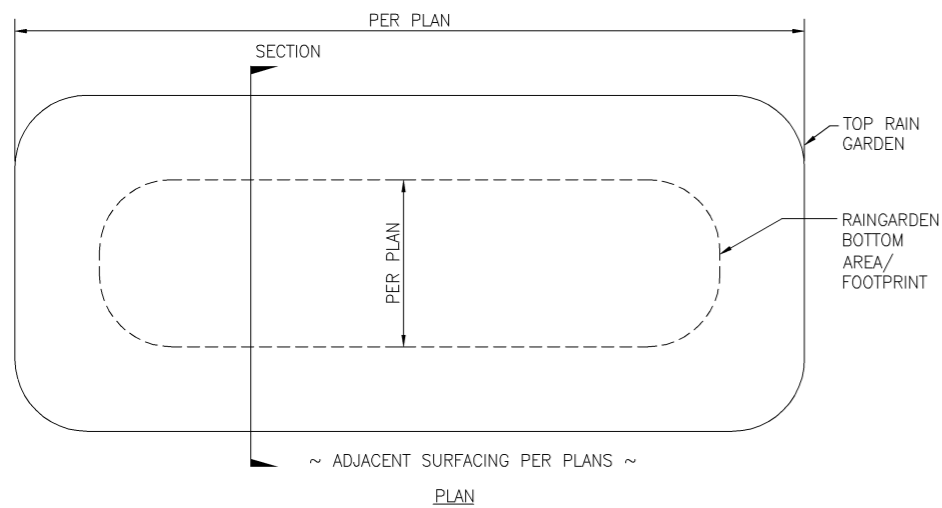 PER PLAN
SECTION
TOP RAIN
GARDEN
PER PLAN
RAINGARDEN
BOTTOM
AREA/
FOOTPRINT
~ ADJACENT SURFACING PER PLANS ~
PLAN